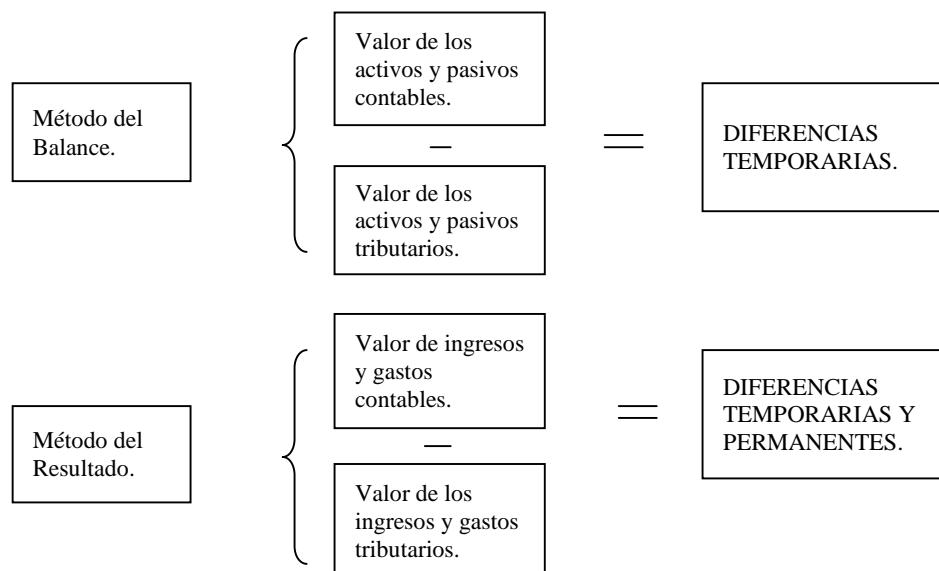 Método del
Balance.
Valor de los
activos y pasivos
contables.
–
Valor de los
activos y pasivos
tributarios.
=
DIFERENCIAS
TEMPORARIAS.
Método del
Resultado.
Valor de ingresos
y gastos
contables.
–
Valor de los
ingresos y gastos
tributarios.
=
DIFERENCIAS
TEMPORARIAS Y
PERMANENTES.